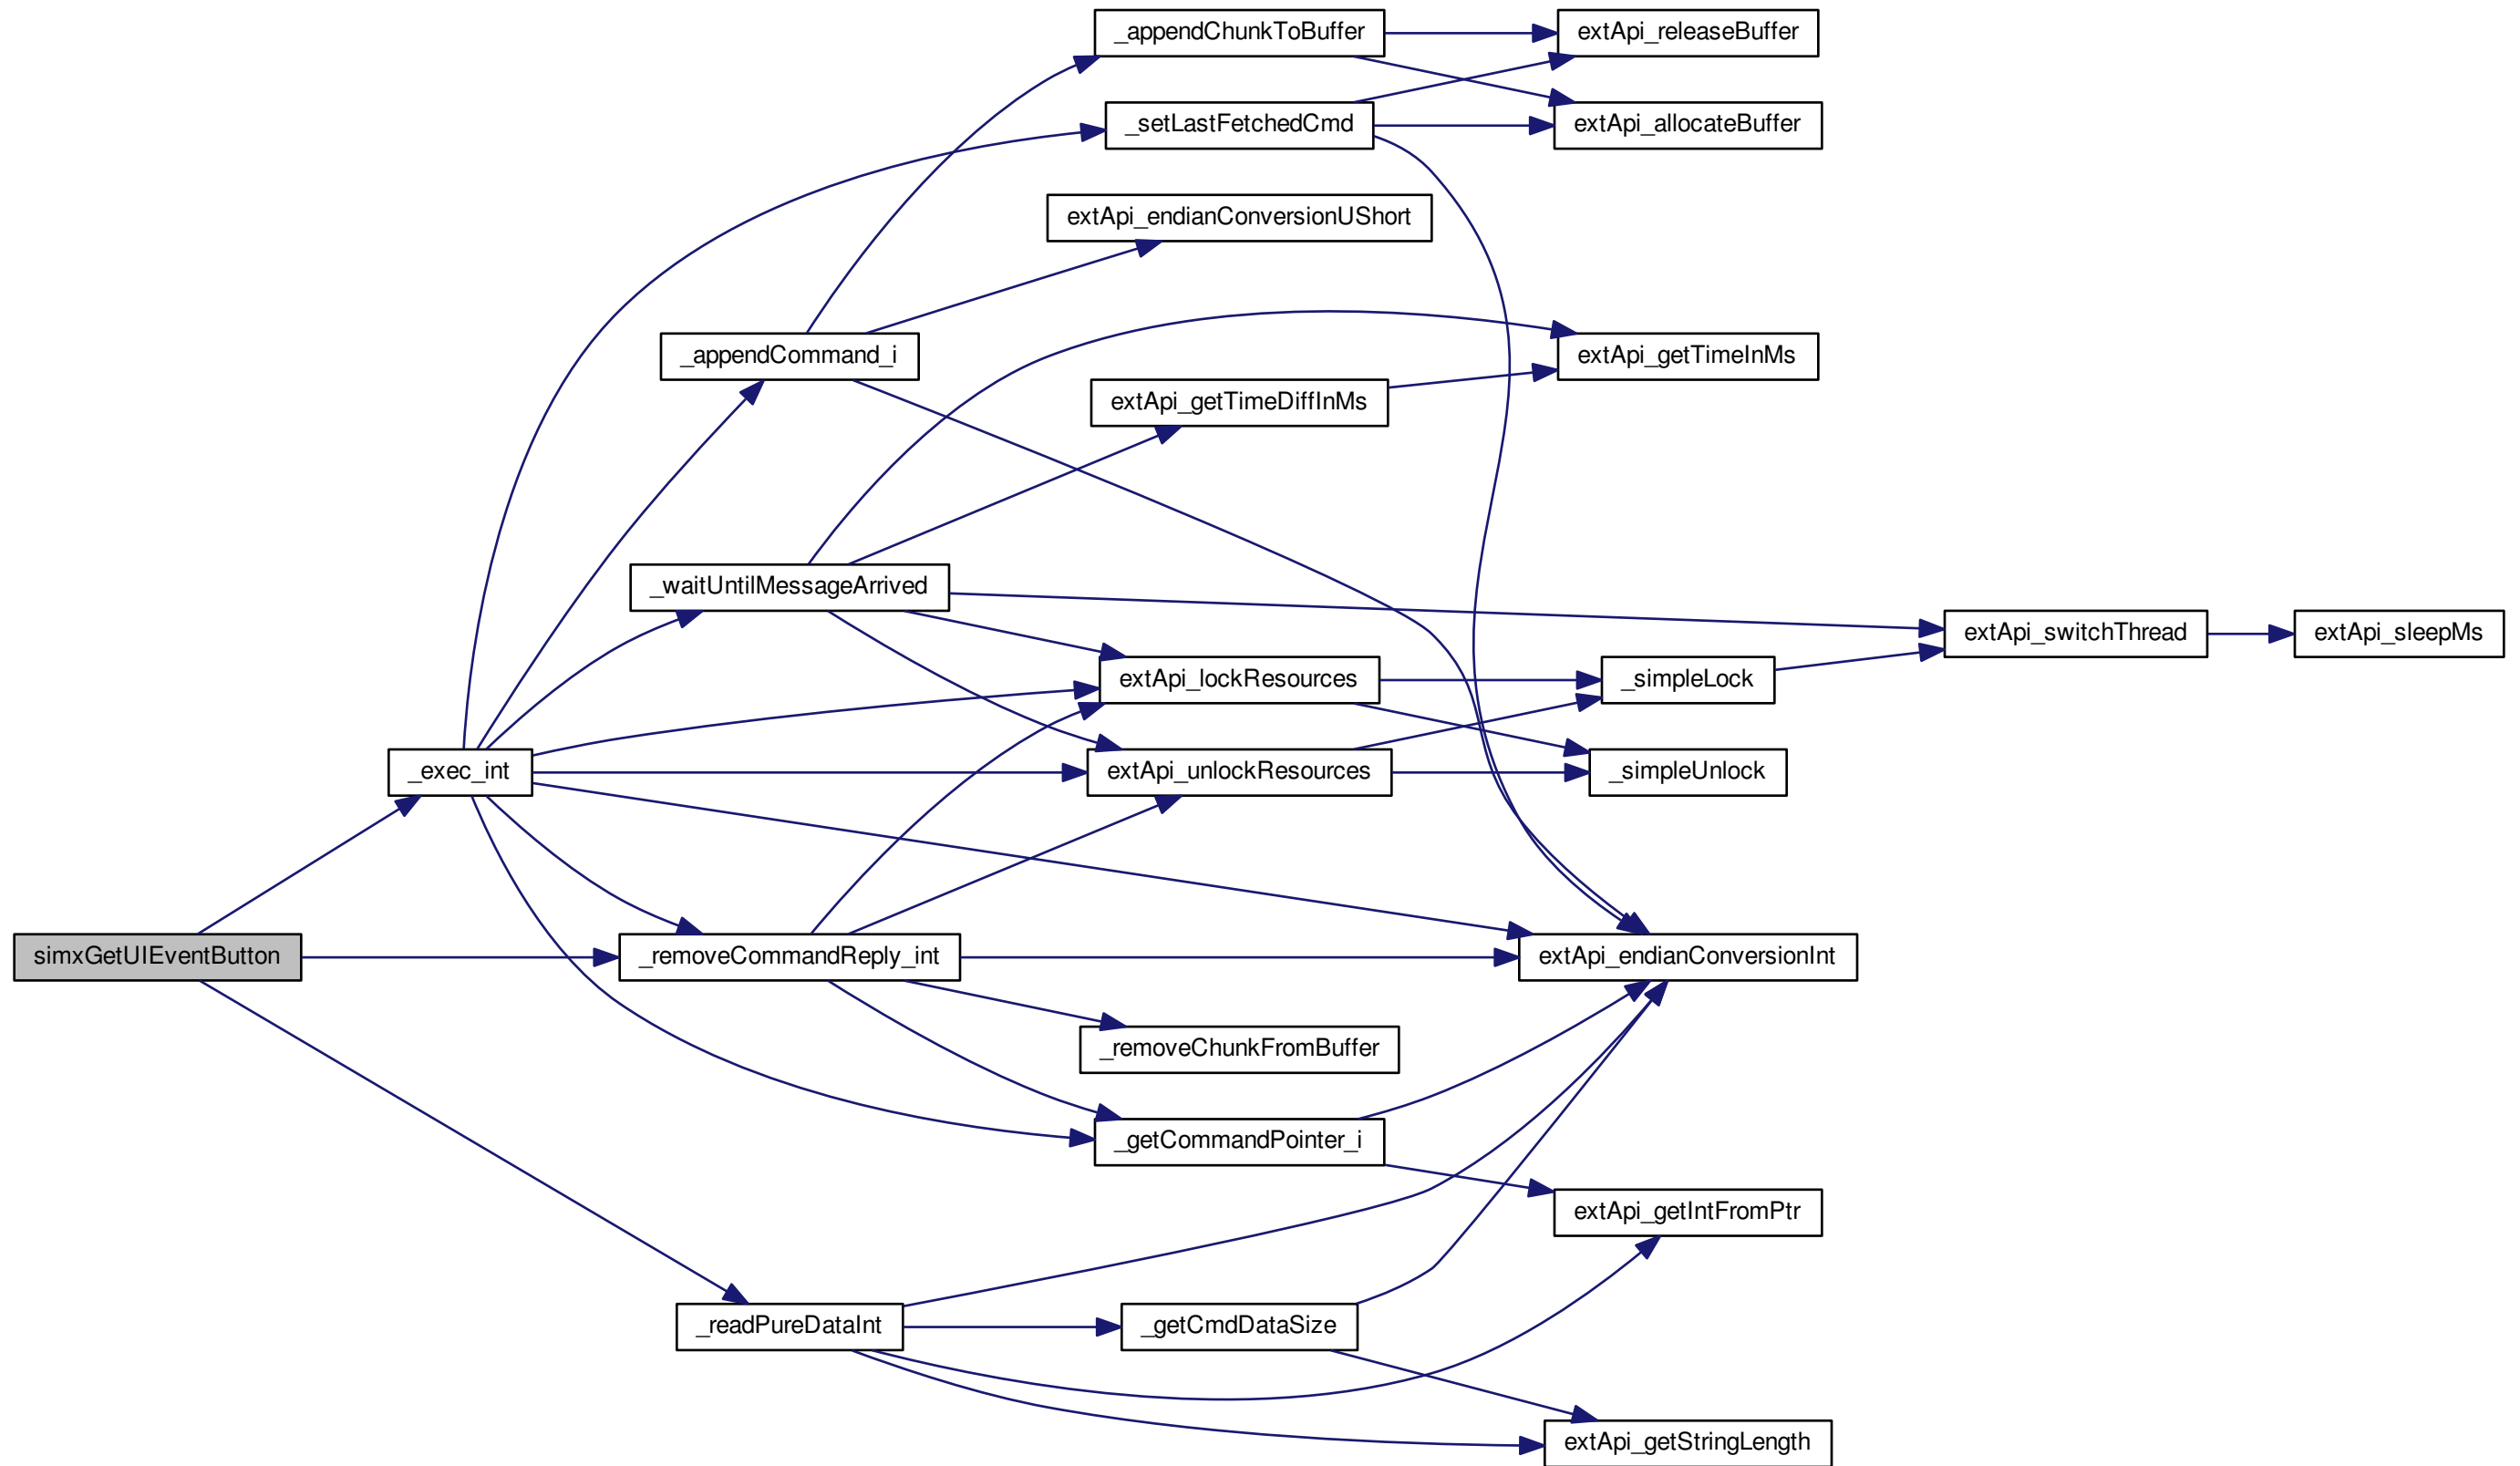 _appendChunkToBuffer
extApi_releaseBuffer
_setLastFetchedCmd
extApi_allocateBuffer
extApi_endianConversionUShort
_appendCommand_i
extApi_getTimeInMs
extApi_getTimeDiffInMs
_waitUntilMessageArrived
extApi_switchThread
extApi_sleepMs
extApi_lockResources
_simpleLock
_exec_int
extApi_unlockResources
_simpleUnlock
simxGetUIEventButton
_removeCommandReply_int
extApi_endianConversionInt
_removeChunkFromBuffer
_getCommandPointer_i
extApi_getIntFromPtr
_readPureDataInt
_getCmdDataSize
extApi_getStringLength